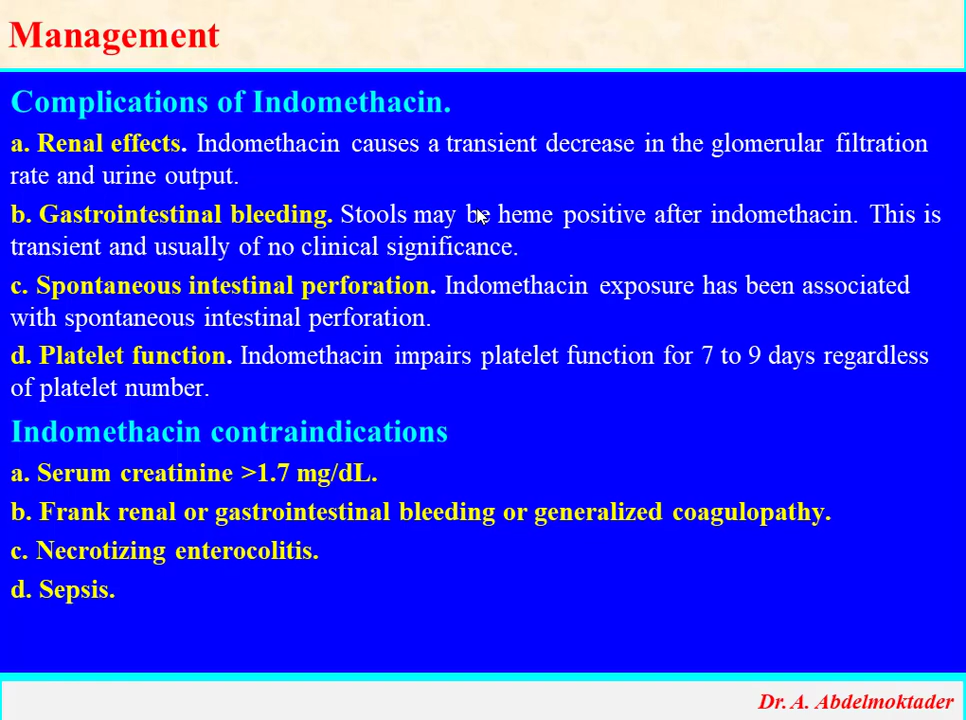 Management
Complications of Indomethacin.
a. Renal effects. Indomethacin causes a transient decrease in the glomerular filtration
rate and urine output.
b. Gastrointestinal bleeding. Stools may be heme positive after indomethacin. This is
transient and usually of no clinical significance.
c. Spontaneous intestinal perforation. Indomethacin exposure has been associated
with spontaneous intestinal perforation.
d. Platelet function. Indomethacin impairs platelet function for 7 to 9 days regardless
of platelet number.
Indomethacin contraindications
a. Serum creatinine >1.7 mg/dL.
b. Frank renal or gastrointestinal bleeding or generalized coagulopathy.
c. Necrotizing enterocolitis.
d. Sepsis.
Dr. A. Abdelmoktader